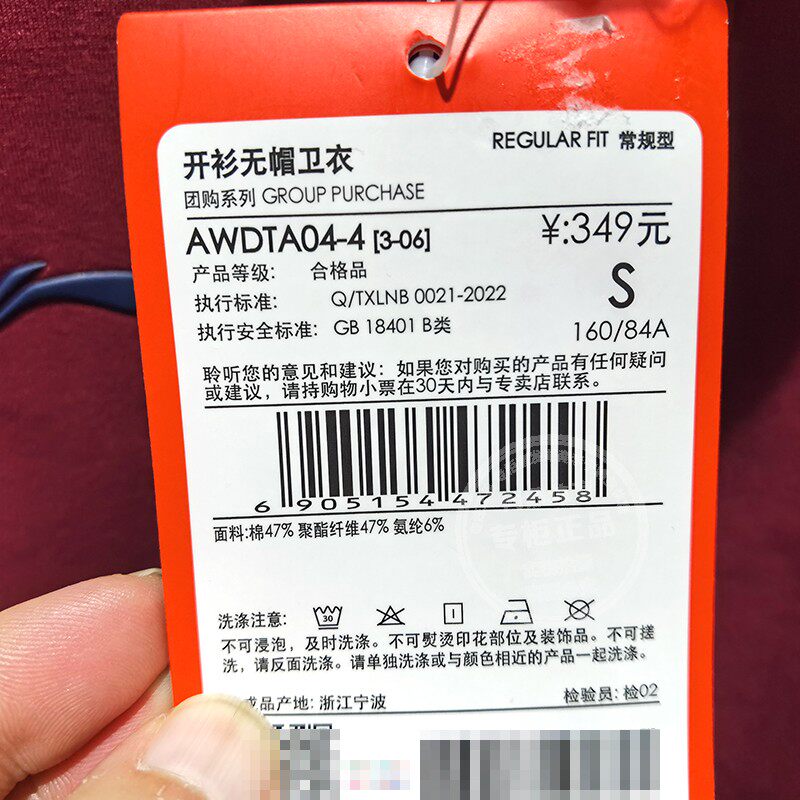 REGULAR FIT 常规型
开衫无帽卫衣
团购系列 GROUP PURCHASE
AWDTA04-4 [3-06]
¥:349元
产品等级: 合格品
执行标准: Q/TXLNB 0021-2022
S
执行安全标准: GB 18401 B类
160/84A
聆听您的意见和建议: 如果您对购买的产品有任何疑问
或建议, 请持购物小票在30天内与专卖店联系。
6 905154 472458
面料:棉47% 聚酯纤维47% 氨纶6%
专柜正品
洗涤注意:
30
不可浸泡, 及时洗涤。不可熨烫印花部位及装饰品。不可搓
洗, 请反面洗涤。请单独洗涤或与颜色相近的产品一起洗涤。
成品产地: 浙江宁波
检验员: 检02